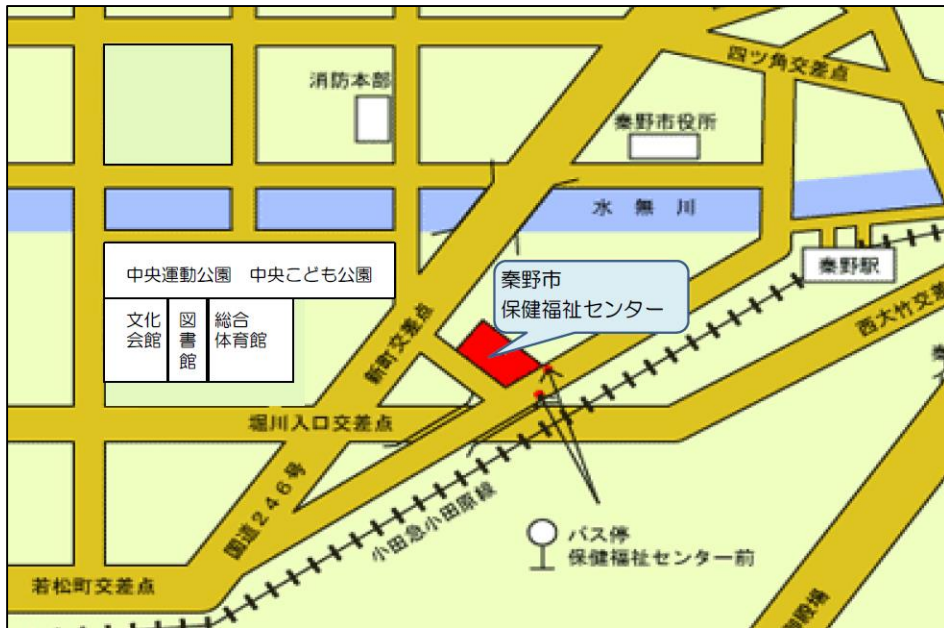 四ツ角交差点
消防本部
秦野市役所
水無川
秦野駅
中央運動公園 中央こども公園
秦野市
保健福祉センター
文化
会館
図
書
館
総合
体育館
新町交差点
西大竹交差
秦
堀川入口交差点
国道246号
小田急小田原線
バス停
保健福祉センター前
若松町交差点
御殿場